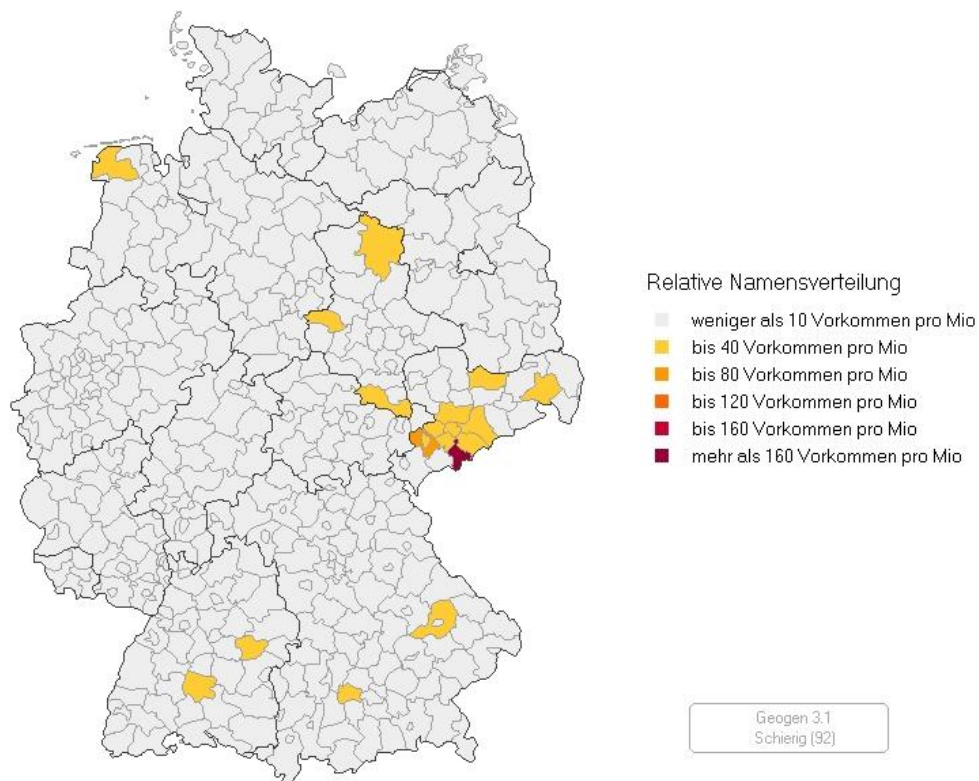 Relative Namensverteilung
weniger als 10 Vorkommen pro Mio
bis 40 Vorkommen pro Mio
bis 80 Vorkommen pro Mio
bis 120 Vorkommen pro Mio
bis 160 Vorkommen pro Mio
mehr als 160 Vorkommen pro Mio
Geogen 3.1
Schierig (92)